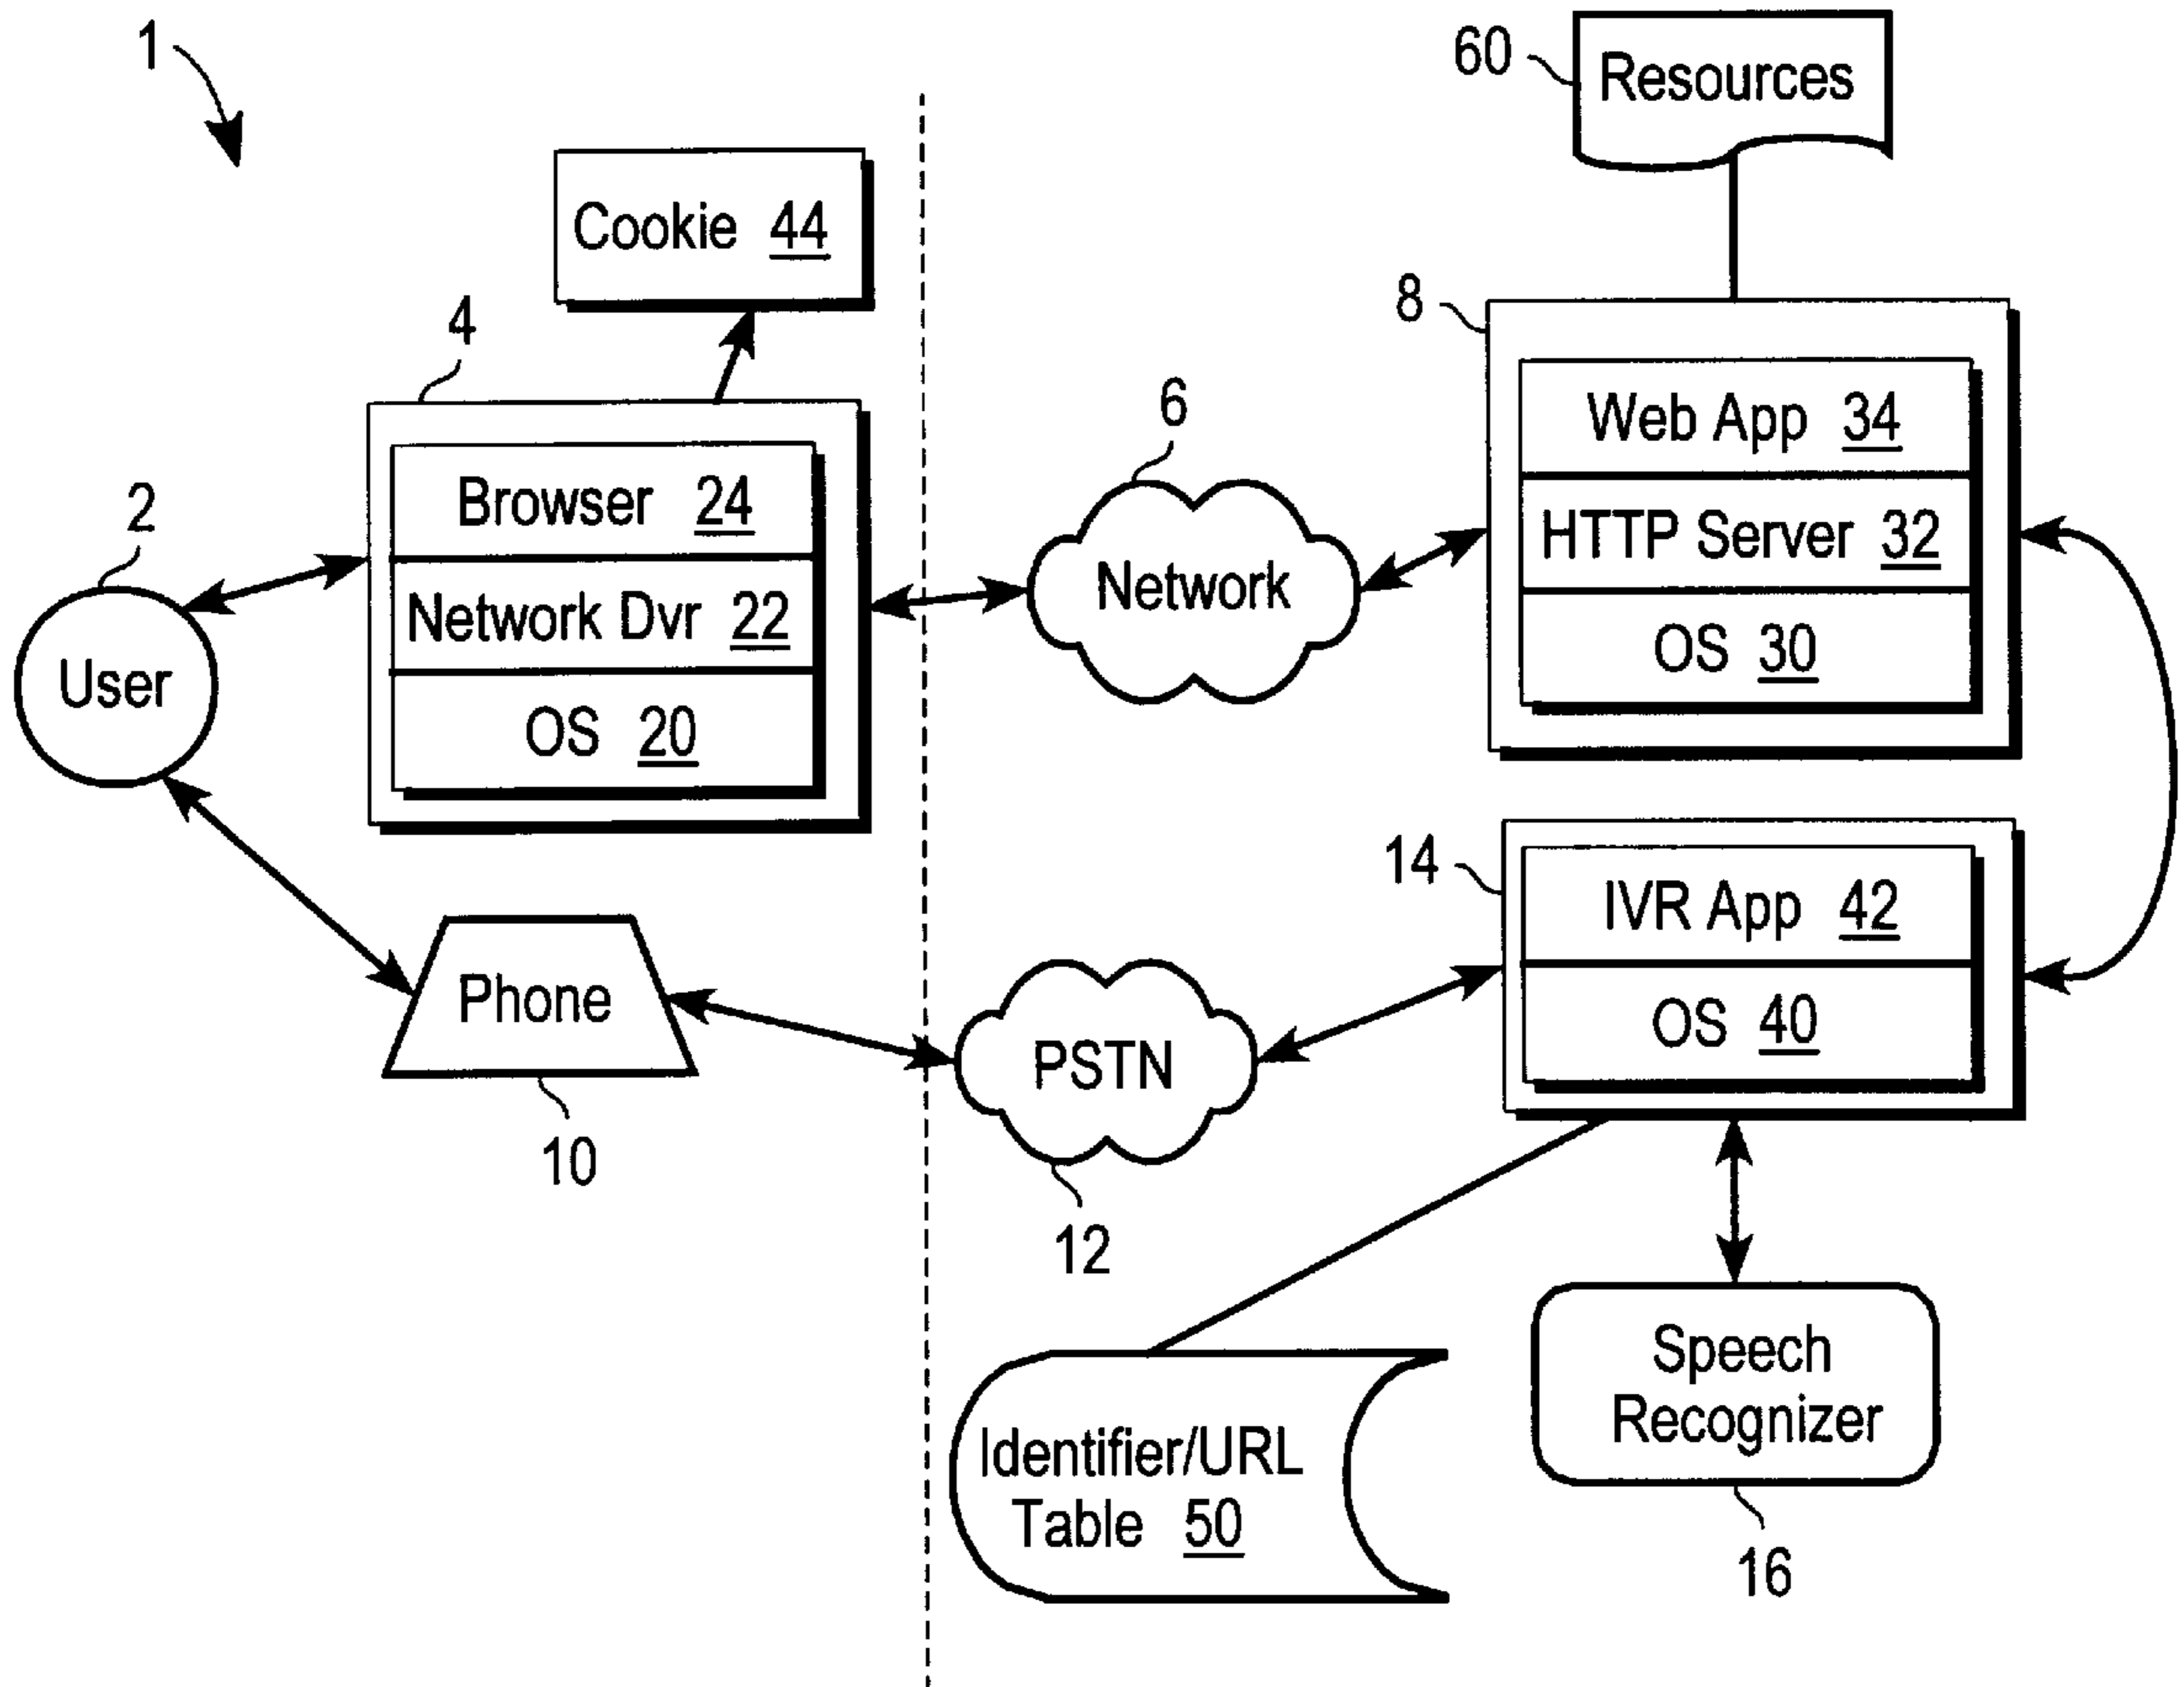 1
60
Resources
Cookie 44
4
8
Browser 24
Network Dvr 22
OS 20
2
User
6
Network
Web App 34
HTTP Server 32
OS 30
14
IVR App 42
OS 40
Phone
10
PSTN
12
Identifier/URL
Table 50
Speech
Recognizer
16